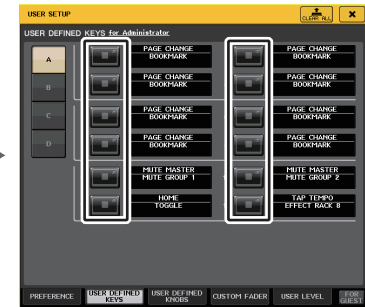 USER SETUP
CLEAR ALL
USER DEFINED KEYS for Administrator
A
PAGE CHANGE
BOOKMARK
PAGE CHANGE
BOOKMARK
B
PAGE CHANGE
BOOKMARK
PAGE CHANGE
BOOKMARK
C
PAGE CHANGE
BOOKMARK
PAGE CHANGE
BOOKMARK
D
PAGE CHANGE
BOOKMARK
PAGE CHANGE
BOOKMARK
MUTE MASTER
MUTE GROUP 1
MUTE MASTER
MUTE GROUP 2
HOME
TOGGLE
TAP TEMPO
EFFECT RACK 8
PREFERENCE
USER DEFINED
KEYS
USER DEFINED
KNOBS
CUSTOM FADER
USER LEVEL
FOR
GUEST